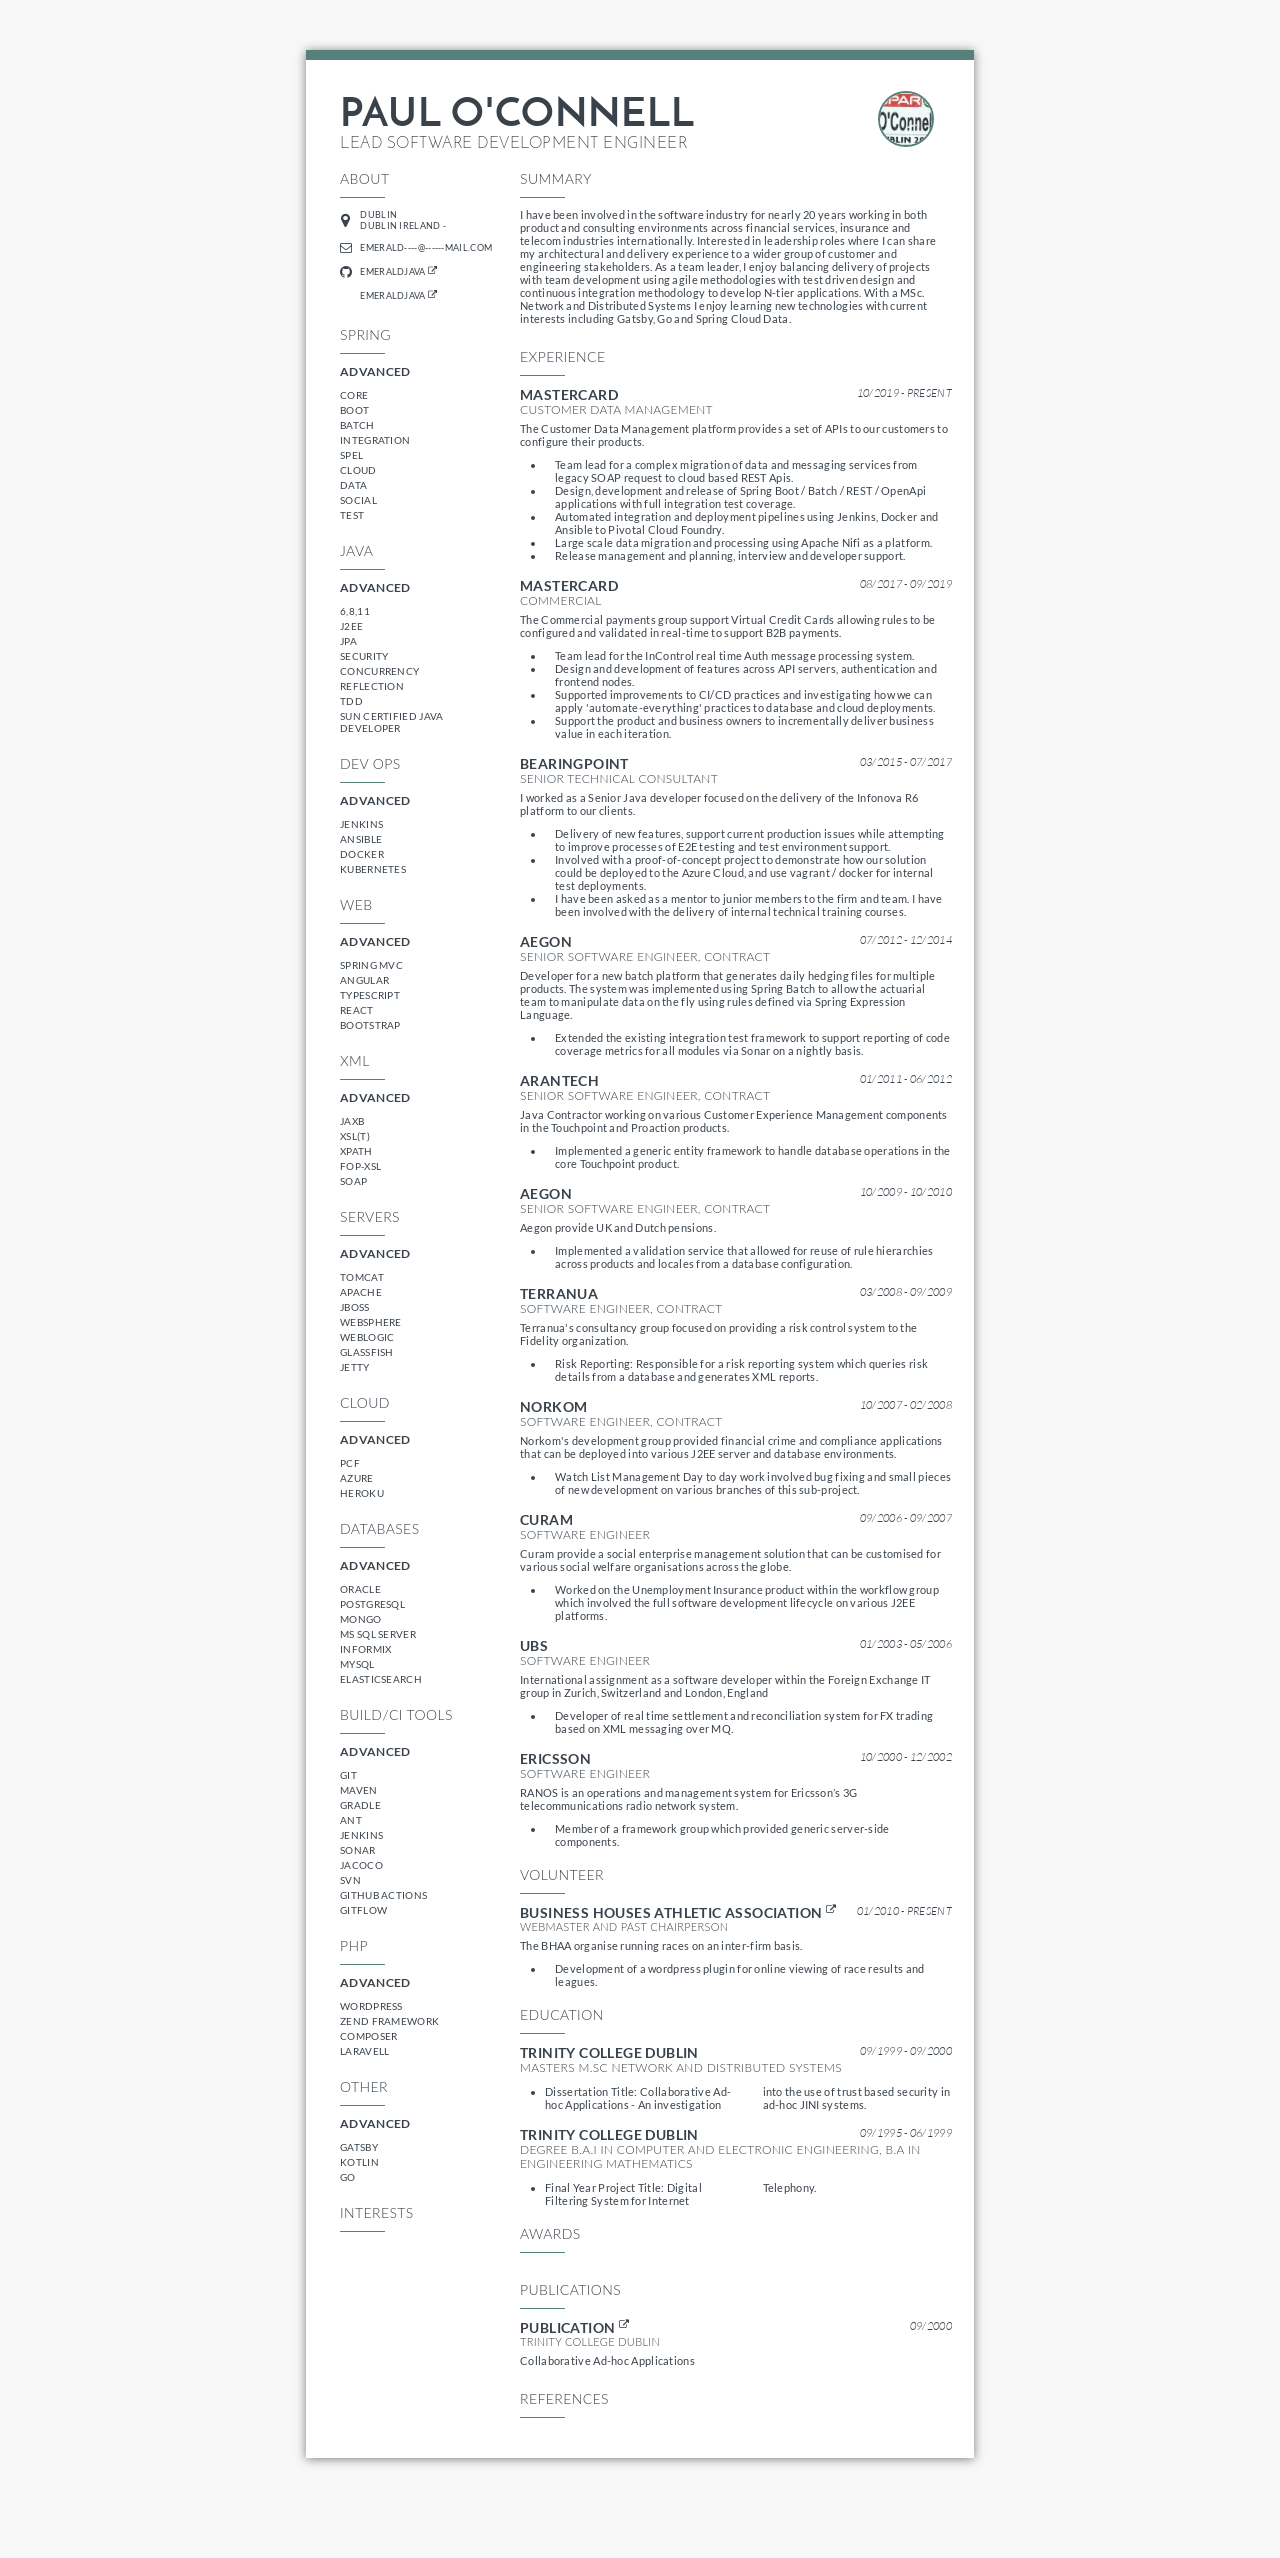 PAUL O'CONNELL
LEAD SOFTWARE DEVELOPMENT ENGINEER
PAR
O'Conne
ABOUT
DUBLIN
DUBLIN IRELAND -
EMERALD----@------MAIL.COM
EMERALDJAVA
EMERALDJAVA
SPRING
ADVANCED
CORE
BOOT
BATCH
INTEGRATION
SPEL
CLOUD
DATA
SOCIAL
TEST
JAVA
ADVANCED
6,8,11
J2EE
JPA
SECURITY
CONCURRENCY
REFLECTION
TDD
SUN CERTIFIED JAVA
DEVELOPER
DEV OPS
ADVANCED
JENKINS
ANSIBLE
DOCKER
KUBERNETES
WEB
ADVANCED
SPRING MVC
ANGULAR
TYPESCRIPT
REACT
BOOTSTRAP
XML
ADVANCED
JAXB
XSL(T)
XPATH
FOP-XSL
SOAP
SERVERS
ADVANCED
TOMCAT
APACHE
JBOSS
WEBSPHERE
WEBLOGIC
GLASSFISH
JETTY
CLOUD
ADVANCED
PCF
AZURE
HEROKU
DATABASES
ADVANCED
ORACLE
POSTGRESQL
MONGO
MS SQL SERVER
INFORMIX
MYSQL
ELASTICSEARCH
BUILD/CI TOOLS
ADVANCED
GIT
MAVEN
GRADLE
ANT
JENKINS
SONAR
JACOCO
SVN
GITHUB ACTIONS
GITFLOW
PHP
ADVANCED
WORDPRESS
ZEND FRAMEWORK
COMPOSER
LARAVELL
OTHER
ADVANCED
GATSBY
KOTLIN
GO
INTERESTS
SUMMARY
I have been involved in the software industry for nearly 20 years working in both
product and consulting environments across financial services, insurance and
telecom industries internationally. Interested in leadership roles where I can share
my architectural and delivery experience to a wider group of customer and
engineering stakeholders. As a team leader, I enjoy balancing delivery of projects
with team development using agile methodologies with test driven design and
continuous integration methodology to develop N-tier applications. With a MSc.
Network and Distributed Systems I enjoy learning new technologies with current
interests including Gatsby, Go and Spring Cloud Data.
EXPERIENCE
MASTERCARD 10/2019 - PRESENT
CUSTOMER DATA MANAGEMENT
The Customer Data Management platform provides a set of APIs to our customers to
configure their products.
• Team lead for a complex migration of data and messaging services from
legacy SOAP request to cloud based REST Apis.
• Design, development and release of Spring Boot / Batch / REST / OpenApi
applications with full integration test coverage.
• Automated integration and deployment pipelines using Jenkins, Docker and
Ansible to Pivotal Cloud Foundry.
• Large scale data migration and processing using Apache Nifi as a platform.
• Release management and planning, interview and developer support.
MASTERCARD 08/2017 - 09/2019
COMMERCIAL
The Commercial payments group support Virtual Credit Cards allowing rules to be
configured and validated in real-time to support B2B payments.
• Team lead for the InControl real time Auth message processing system.
• Design and development of features across API servers, authentication and
frontend nodes.
• Supported improvements to CI/CD practices and investigating how we can
apply 'automate-everything' practices to database and cloud deployments.
• Support the product and business owners to incrementally deliver business
value in each iteration.
BEARINGPOINT 03/2015 - 07/2017
SENIOR TECHNICAL CONSULTANT
I worked as a Senior Java developer focused on the delivery of the Infonova R6
platform to our clients.
• Delivery of new features, support current production issues while attempting
to improve processes of E2E testing and test environment support.
• Involved with a proof-of-concept project to demonstrate how our solution
could be deployed to the Azure Cloud, and use vagrant / docker for internal
test deployments.
• I have been asked as a mentor to junior members to the firm and team. I have
been involved with the delivery of internal technical training courses.
AEGON 07/2012 - 12/2014
SENIOR SOFTWARE ENGINEER, CONTRACT
Developer for a new batch platform that generates daily hedging files for multiple
products. The system was implemented using Spring Batch to allow the actuarial
team to manipulate data on the fly using rules defined via Spring Expression
Language.
• Extended the existing integration test framework to support reporting of code
coverage metrics for all modules via Sonar on a nightly basis.
ARANTECH 01/2011 - 06/2012
SENIOR SOFTWARE ENGINEER, CONTRACT
Java Contractor working on various Customer Experience Management components
in the Touchpoint and Proaction products.
• Implemented a generic entity framework to handle database operations in the
core Touchpoint product.
AEGON 10/2009 - 10/2010
SENIOR SOFTWARE ENGINEER, CONTRACT
Aegon provide UK and Dutch pensions.
• Implemented a validation service that allowed for reuse of rule hierarchies
across products and locales from a database configuration.
TERRANUA 03/2008 - 09/2009
SOFTWARE ENGINEER, CONTRACT
Terranua's consultancy group focused on providing a risk control system to the
Fidelity organization.
• Risk Reporting: Responsible for a risk reporting system which queries risk
details from a database and generates XML reports.
NORKOM 10/2007 - 02/2008
SOFTWARE ENGINEER, CONTRACT
Norkom's development group provided financial crime and compliance applications
that can be deployed into various J2EE server and database environments.
• Watch List Management Day to day work involved bug fixing and small pieces
of new development on various branches of this sub-project.
CURAM 09/2006 - 09/2007
SOFTWARE ENGINEER
Curam provide a social enterprise management solution that can be customised for
various social welfare organisations across the globe.
• Worked on the Unemployment Insurance product within the workflow group
which involved the full software development lifecycle on various J2EE
platforms.
UBS 01/2003 - 05/2006
SOFTWARE ENGINEER
International assignment as a software developer within the Foreign Exchange IT
group in Zurich, Switzerland and London, England
• Developer of real time settlement and reconciliation system for FX trading
based on XML messaging over MQ.
ERICSSON 10/2000 - 12/2002
SOFTWARE ENGINEER
RANOS is an operations and management system for Ericsson's 3G
telecommunications radio network system.
• Member of a framework group which provided generic server-side
components.
VOLUNTEER
BUSINESS HOUSES ATHLETIC ASSOCIATION 01/2010 - PRESENT
WEBMASTER AND PAST CHAIRPERSON
The BHAA organise running races on an inter-firm basis.
• Development of a wordpress plugin for online viewing of race results and
leagues.
EDUCATION
TRINITY COLLEGE DUBLIN 09/1999 - 09/2000
MASTERS M.SC NETWORK AND DISTRIBUTED SYSTEMS
• Dissertation Title: Collaborative Ad-
hoc Applications - An investigation
into the use of trust based security in
ad-hoc JINI systems.
TRINITY COLLEGE DUBLIN 09/1995 - 06/1999
DEGREE B.A.I IN COMPUTER AND ELECTRONIC ENGINEERING, B.A IN
ENGINEERING MATHEMATICS
• Final Year Project Title: Digital
Filtering System for Internet
Telephony.
AWARDS
PUBLICATIONS
PUBLICATION 09/2000
TRINITY COLLEGE DUBLIN
Collaborative Ad-hoc Applications
REFERENCES